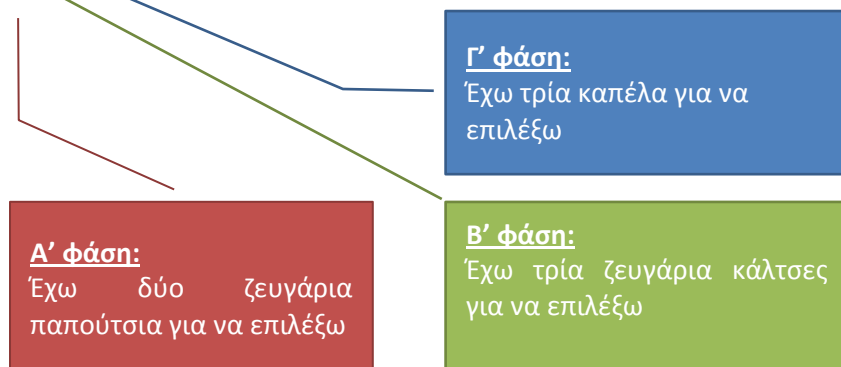 Γ' φάση:
Έχω τρία καπέλα για να
επιλέξω
Α' φάση:
Έχω δύο ζευγάρια
παπούτσια για να επιλέξω
Β' φάση:
Έχω τρία ζευγάρια κάλτσες
για να επιλέξω